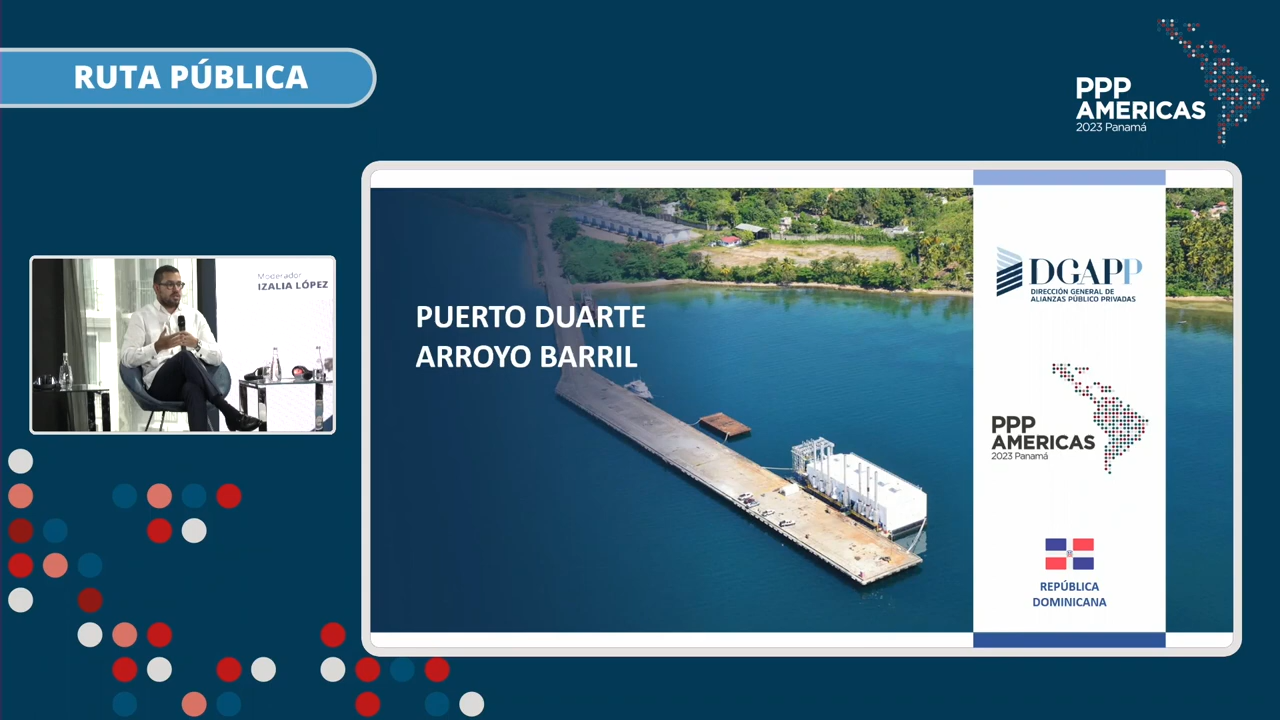 RUTA PÚBLICA
PPP
AMERICAS
2023 Panamá
Moderador
IZALIA LÓPEZ
PUERTO DUARTE
ARROYO BARRIL
DGAPP
DIRECCIÓN GENERAL DE
ALIANZAS PÚBLICO PRIVADAS
PPP
AMERICAS
2023 Panamá
REPÚBLICA
DOMINICANA